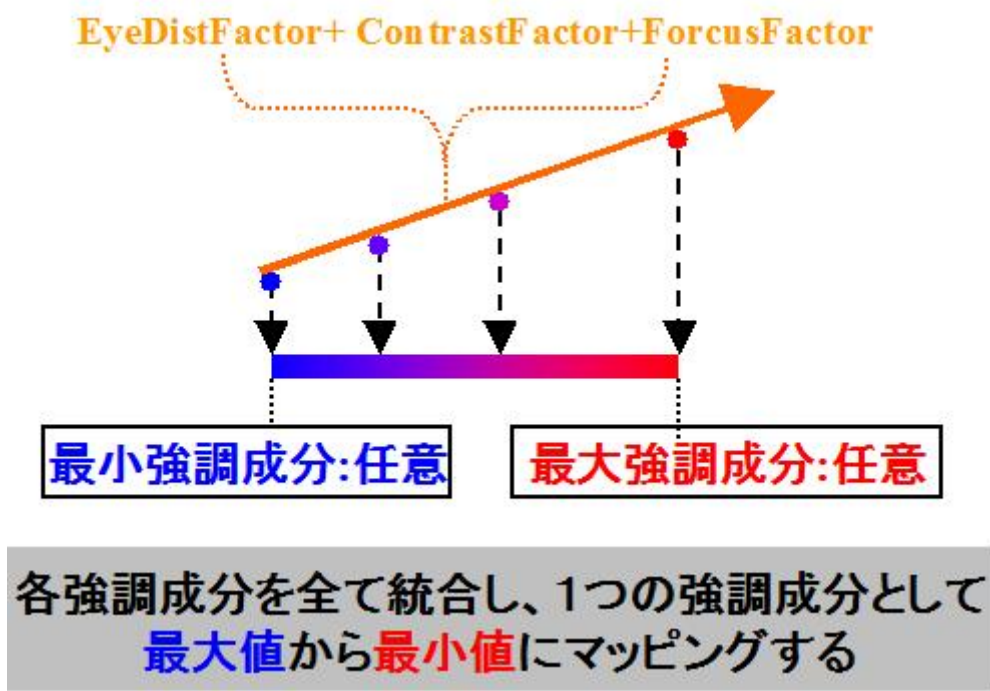 EyeDistFactor+ ContrastFactor+ForcusFactor
最小強調成分:任意
最大強調成分:任意
各強調成分を全て統合し、1つの強調成分として
最大値から最小値にマッピングする